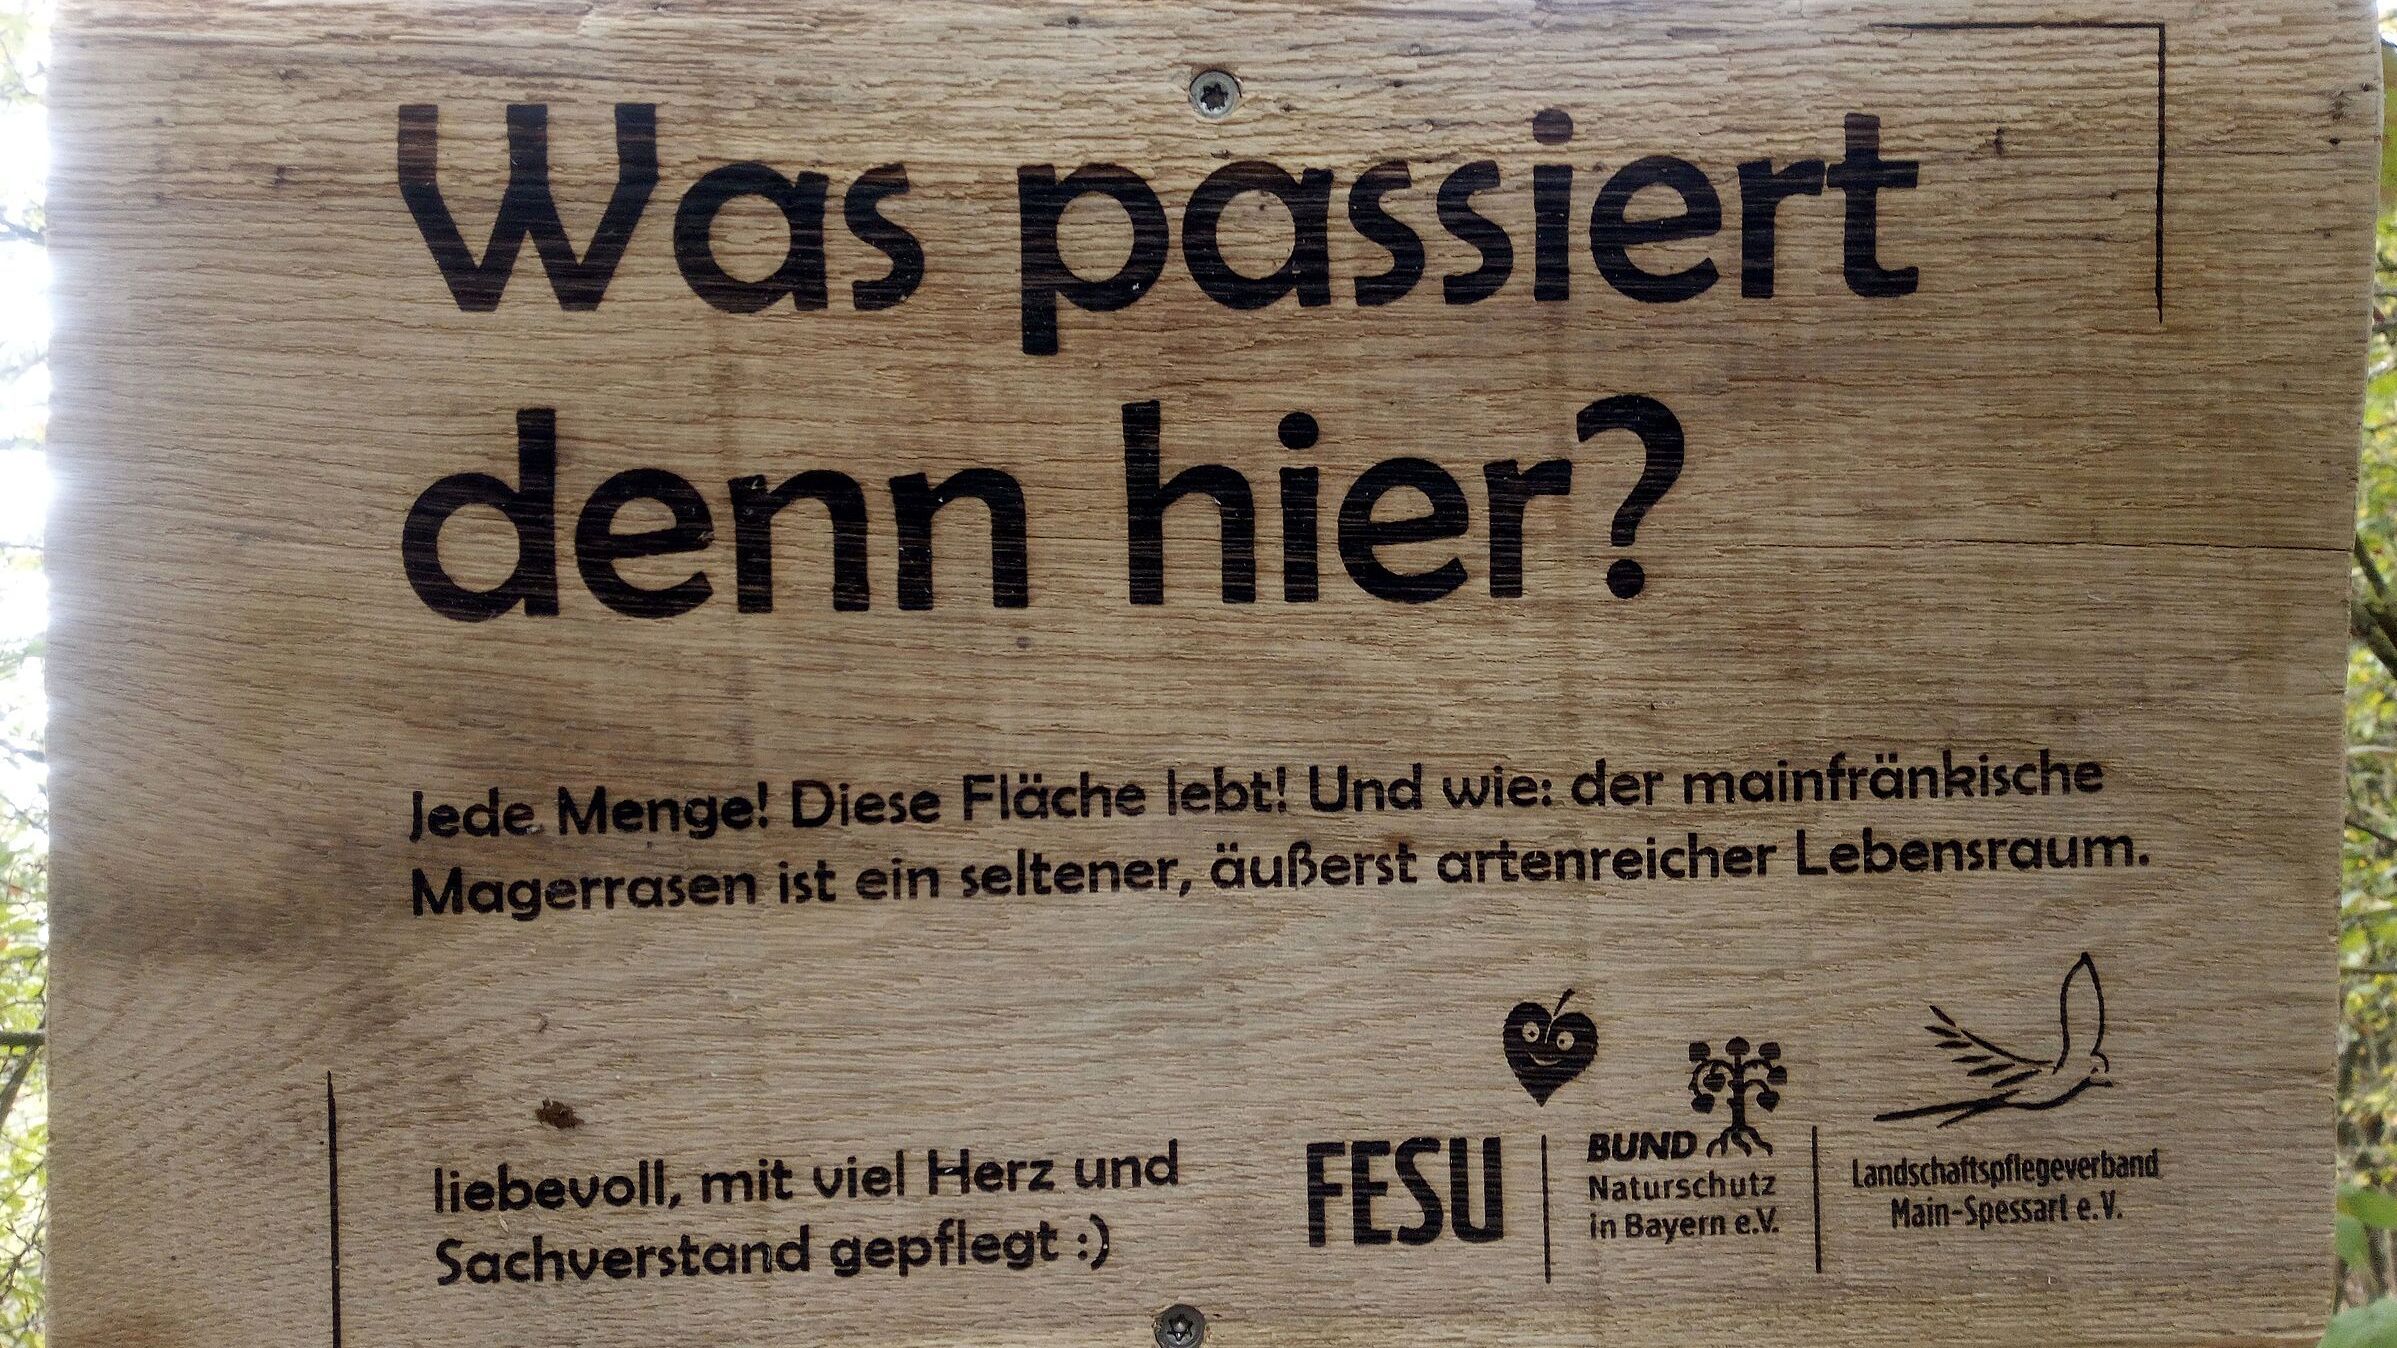 Was passiert
denn hier?
Jede Menge! Diese Fläche lebt! Und wie: der mainfränkische
Magerrasen ist ein seltener, äußerst artenreicher Lebensraum.
liebevoll, mit viel Herz und
Sachverstand gepflegt :)
FESU
BUND
Naturschutz
in Bayern e.V.
Landschaftspflegeverband
Main-Spessart e.V.